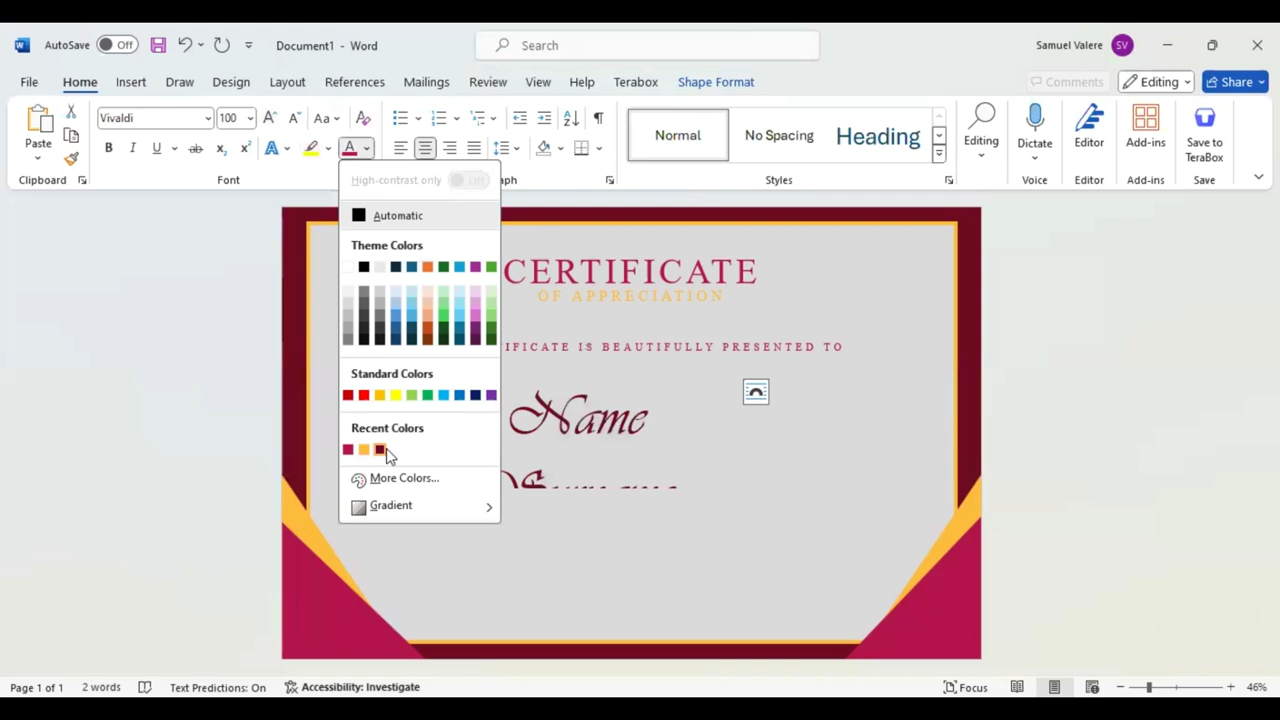 AutoSave Off Document1 - Word Search Samuel Valere SV
File Home Insert Draw Design Layout References Mailings Review View Help Terabox Shape Format Comments Editing Share
Paste Vivaldi 100 Aa Normal No Spacing Heading Editing Dictate Editor Add-ins Save to TeraBox
Clipboard Font ph Styles Voice Editor Add-ins Save
High-contrast only Off
Automatic
Theme Colors
Standard Colors
Recent Colors
More Colors...
Gradient
CERTIFICATE
OF APPRECIATION
IFICATE IS BEAUTIFULLY PRESENTED TO
Name
Page 1 of 1 2 words Text Predictions: On Accessibility: Investigate Focus 46%